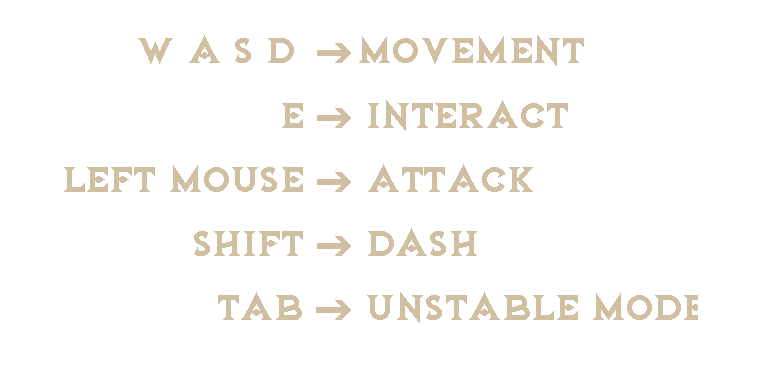 W A S D → MOVEMENT
E → INTERACT
LEFT MOUSE → ATTACK
SHIFT → DASH
TAB → UNSTABLE MODE